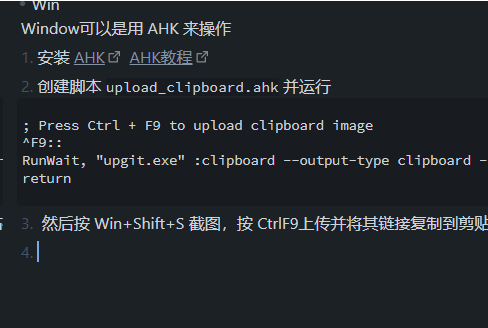 • Win
Window可以是用 AHK 来操作
1. 安装 AHK AHK教程
2. 创建脚本 upload_clipboard.ahk 并运行
; Press Ctrl + F9 to upload clipboard image
^F9::
RunWait, "upgit.exe" :clipboard --output-type clipboard -
return
3. 然后按 Win+Shift+S 截图，按 CtrlF9上传并将其链接复制到剪贴
4.